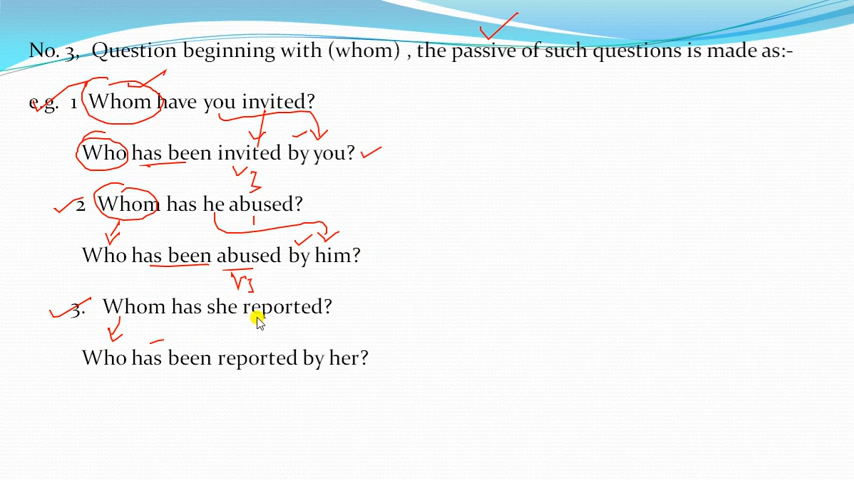 No. 3, Question beginning with (whom) , the passive of such questions is made as:-
e.g. 1 Whom have you invited?
Who has been invited by you?
3
2 Whom has he abused?
Who has been abused by him?
V3
3. Whom has she reported?
Who has been reported by her?